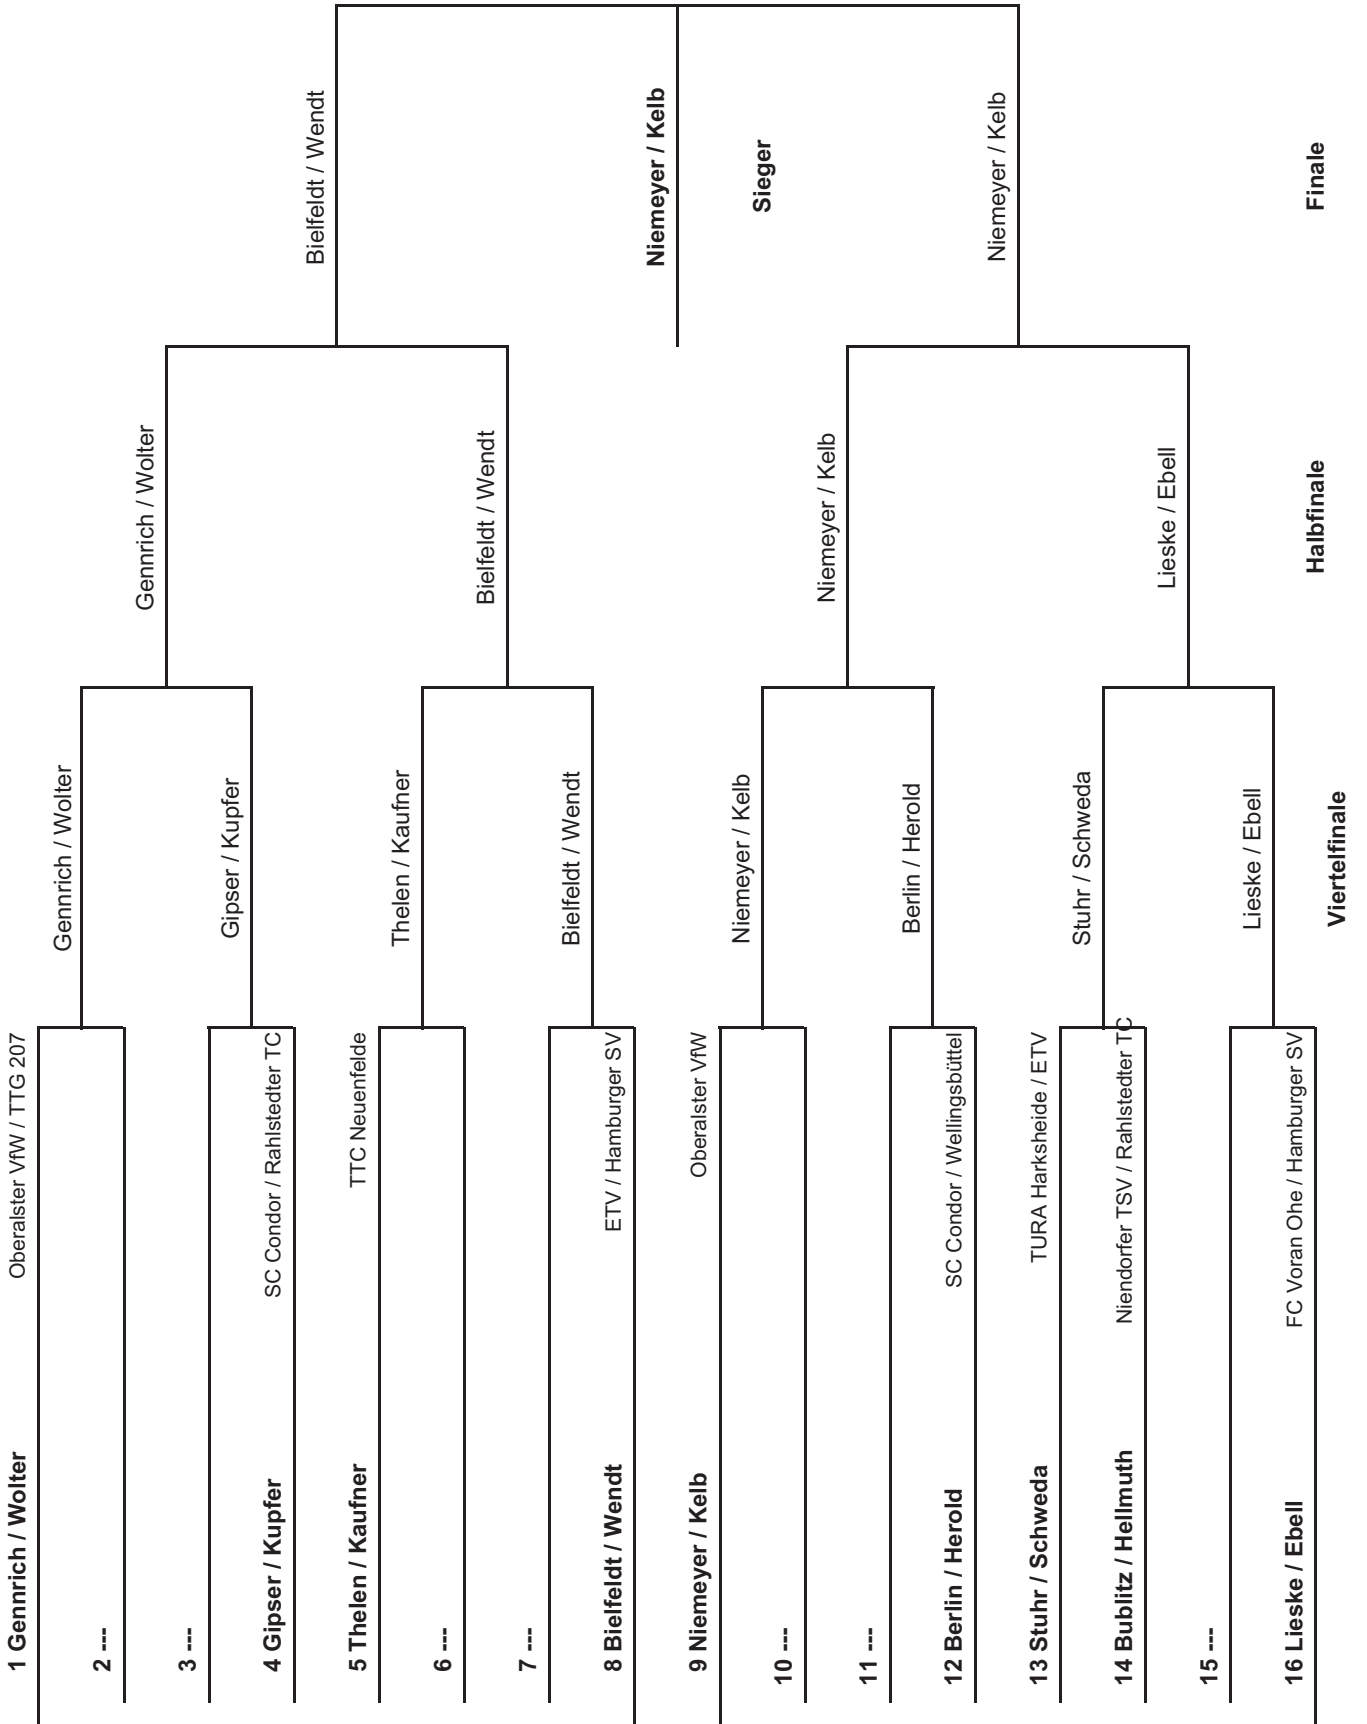 1 Gennrich / Wolter Oberalster VfW / TTG 207
2 ---
3 ---
4 Gipser / Kupfer SC Condor / Rahlstedter TC
5 Thelen / Kaufner TTC Neuenfelde
6 ---
7 ---
8 Bielfeldt / Wendt ETV / Hamburger SV
9 Niemeyer / Kelb Oberalster VfW
10 ---
11 ---
12 Berlin / Herold SC Condor / Wellingsbüttel
13 Stuhr / Schweda TURA Harksheide / ETV
14 Bublitz / Hellmuth Niendorfer TSV / Rahlstedter TC
15 ---
16 Lieske / Ebell FC Voran Ohe / Hamburger SV
Gennrich / Wolter
Gipser / Kupfer
Thelen / Kaufner
Bielfeldt / Wendt
Niemeyer / Kelb
Berlin / Herold
Stuhr / Schweda
Lieske / Ebell
Viertelfinale
Gennrich / Wolter
Bielfeldt / Wendt
Niemeyer / Kelb
Lieske / Ebell
Halbfinale
Bielfeldt / Wendt
Niemeyer / Kelb
Sieger
Niemeyer / Kelb
Finale